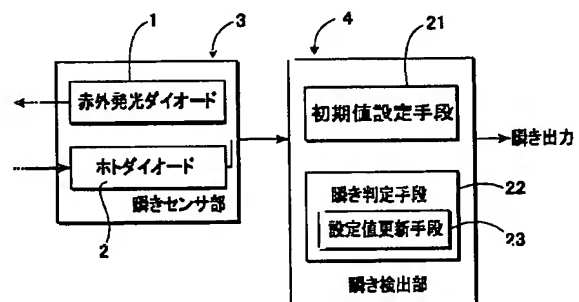 1
3
4
21
赤外発光ダイオード
初期値設定手段
瞬き出力
ホトダイオード
瞬き判定手段
22
設定値更新手段
23
瞬きセンサ部
2
瞬き検出部